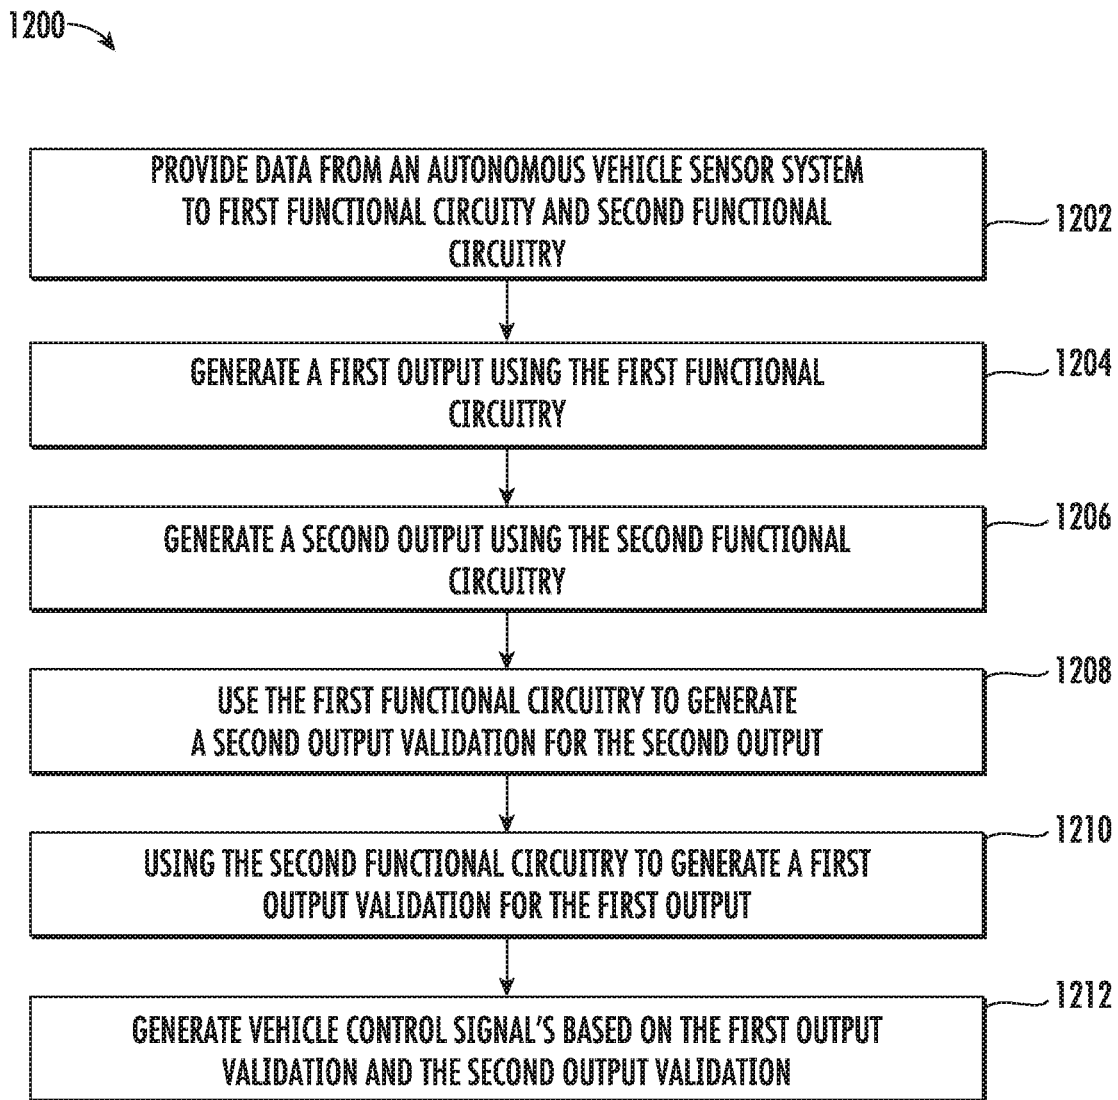 1200
PROVIDE DATA FROM AN AUTONOMOUS VEHICLE SENSOR SYSTEM
TO FIRST FUNCTIONAL CIRCUITY AND SECOND FUNCTIONAL
CIRCUITRY
1202
GENERATE A FIRST OUTPUT USING THE FIRST FUNCTIONAL
CIRCUITRY
1204
GENERATE A SECOND OUTPUT USING THE SECOND FUNCTIONAL
CIRCUITRY
1206
USE THE FIRST FUNCTIONAL CIRCUITRY TO GENERATE
A SECOND OUTPUT VALIDATION FOR THE SECOND OUTPUT
1208
USING THE SECOND FUNCTIONAL CIRCUITRY TO GENERATE A FIRST
OUTPUT VALIDATION FOR THE FIRST OUTPUT
1210
GENERATE VEHICLE CONTROL SIGNAL'S BASED ON THE FIRST OUTPUT
VALIDATION AND THE SECOND OUTPUT VALIDATION
1212